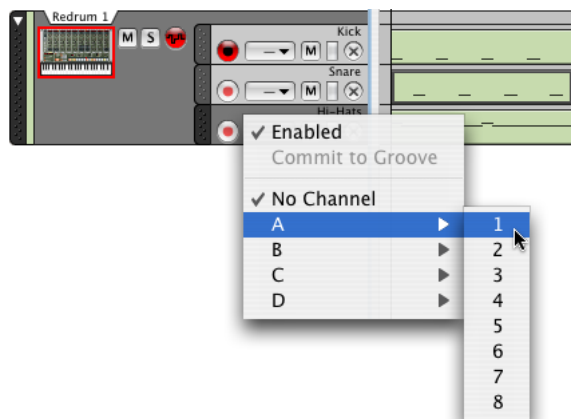 Redrum 1
Kick
M S
M
Snare
M
Hi-Hats
✓ Enabled
Commit to Groove
✓ No Channel
A
B
C
D
1
2
3
4
5
6
7
8